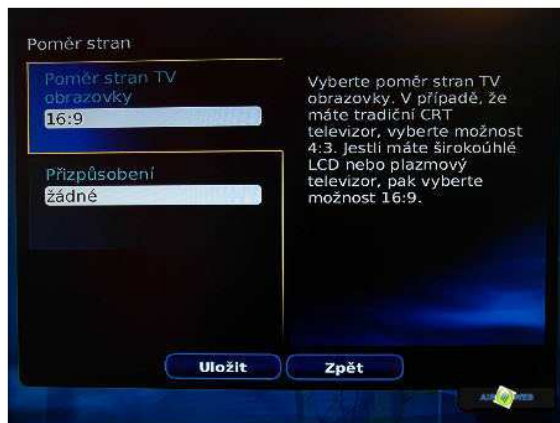 Poměr stran
Poměr stran TV
obrazovky
16:9
Přizpůsobení
žádné
Vyberte poměr stran TV
obrazovky. V případě, že
máte tradiční CRT
televizor, vyberte možnost
4:3. Jestli máte širokoúhlé
LCD nebo plazmový
televizor, pak vyberte
možnost 16:9.
Uložit
Zpět